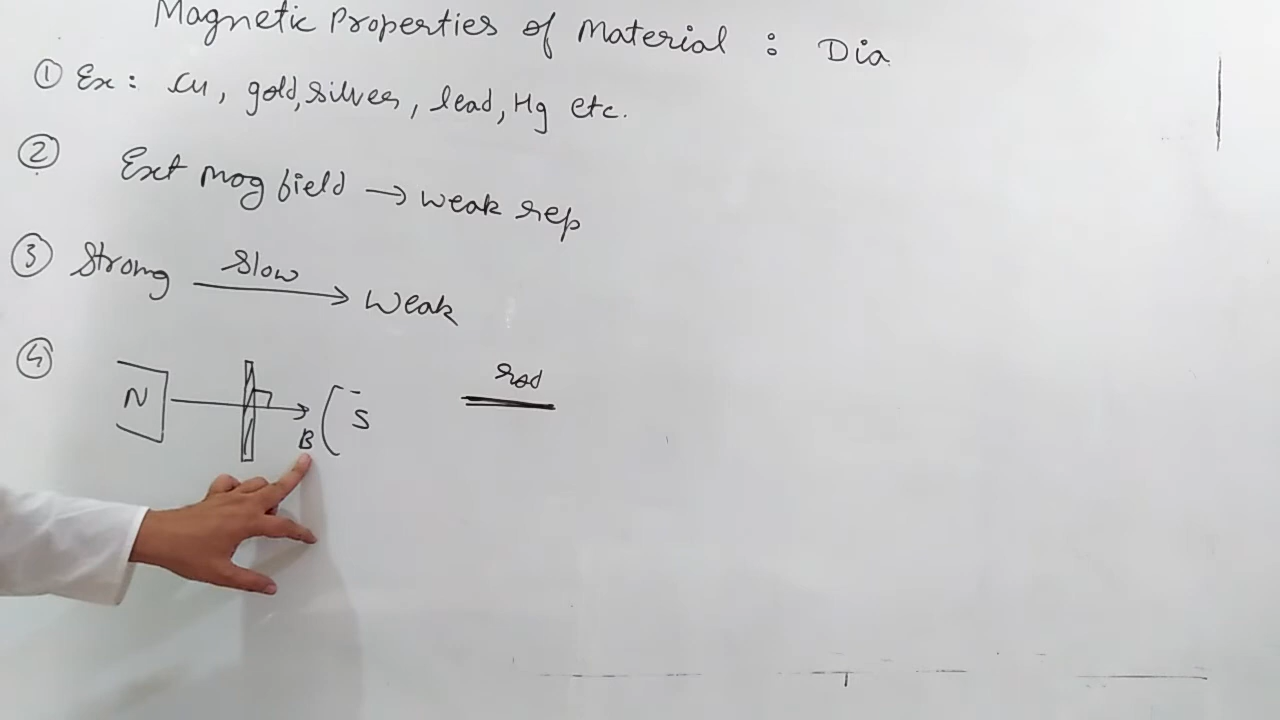 Magnetic Properties of Material : Dia
① Ex : Cu, gold, silver, lead, Hg etc.
② Ext mag field → weak rep
③ Strong slow → weak
④ N B S rod